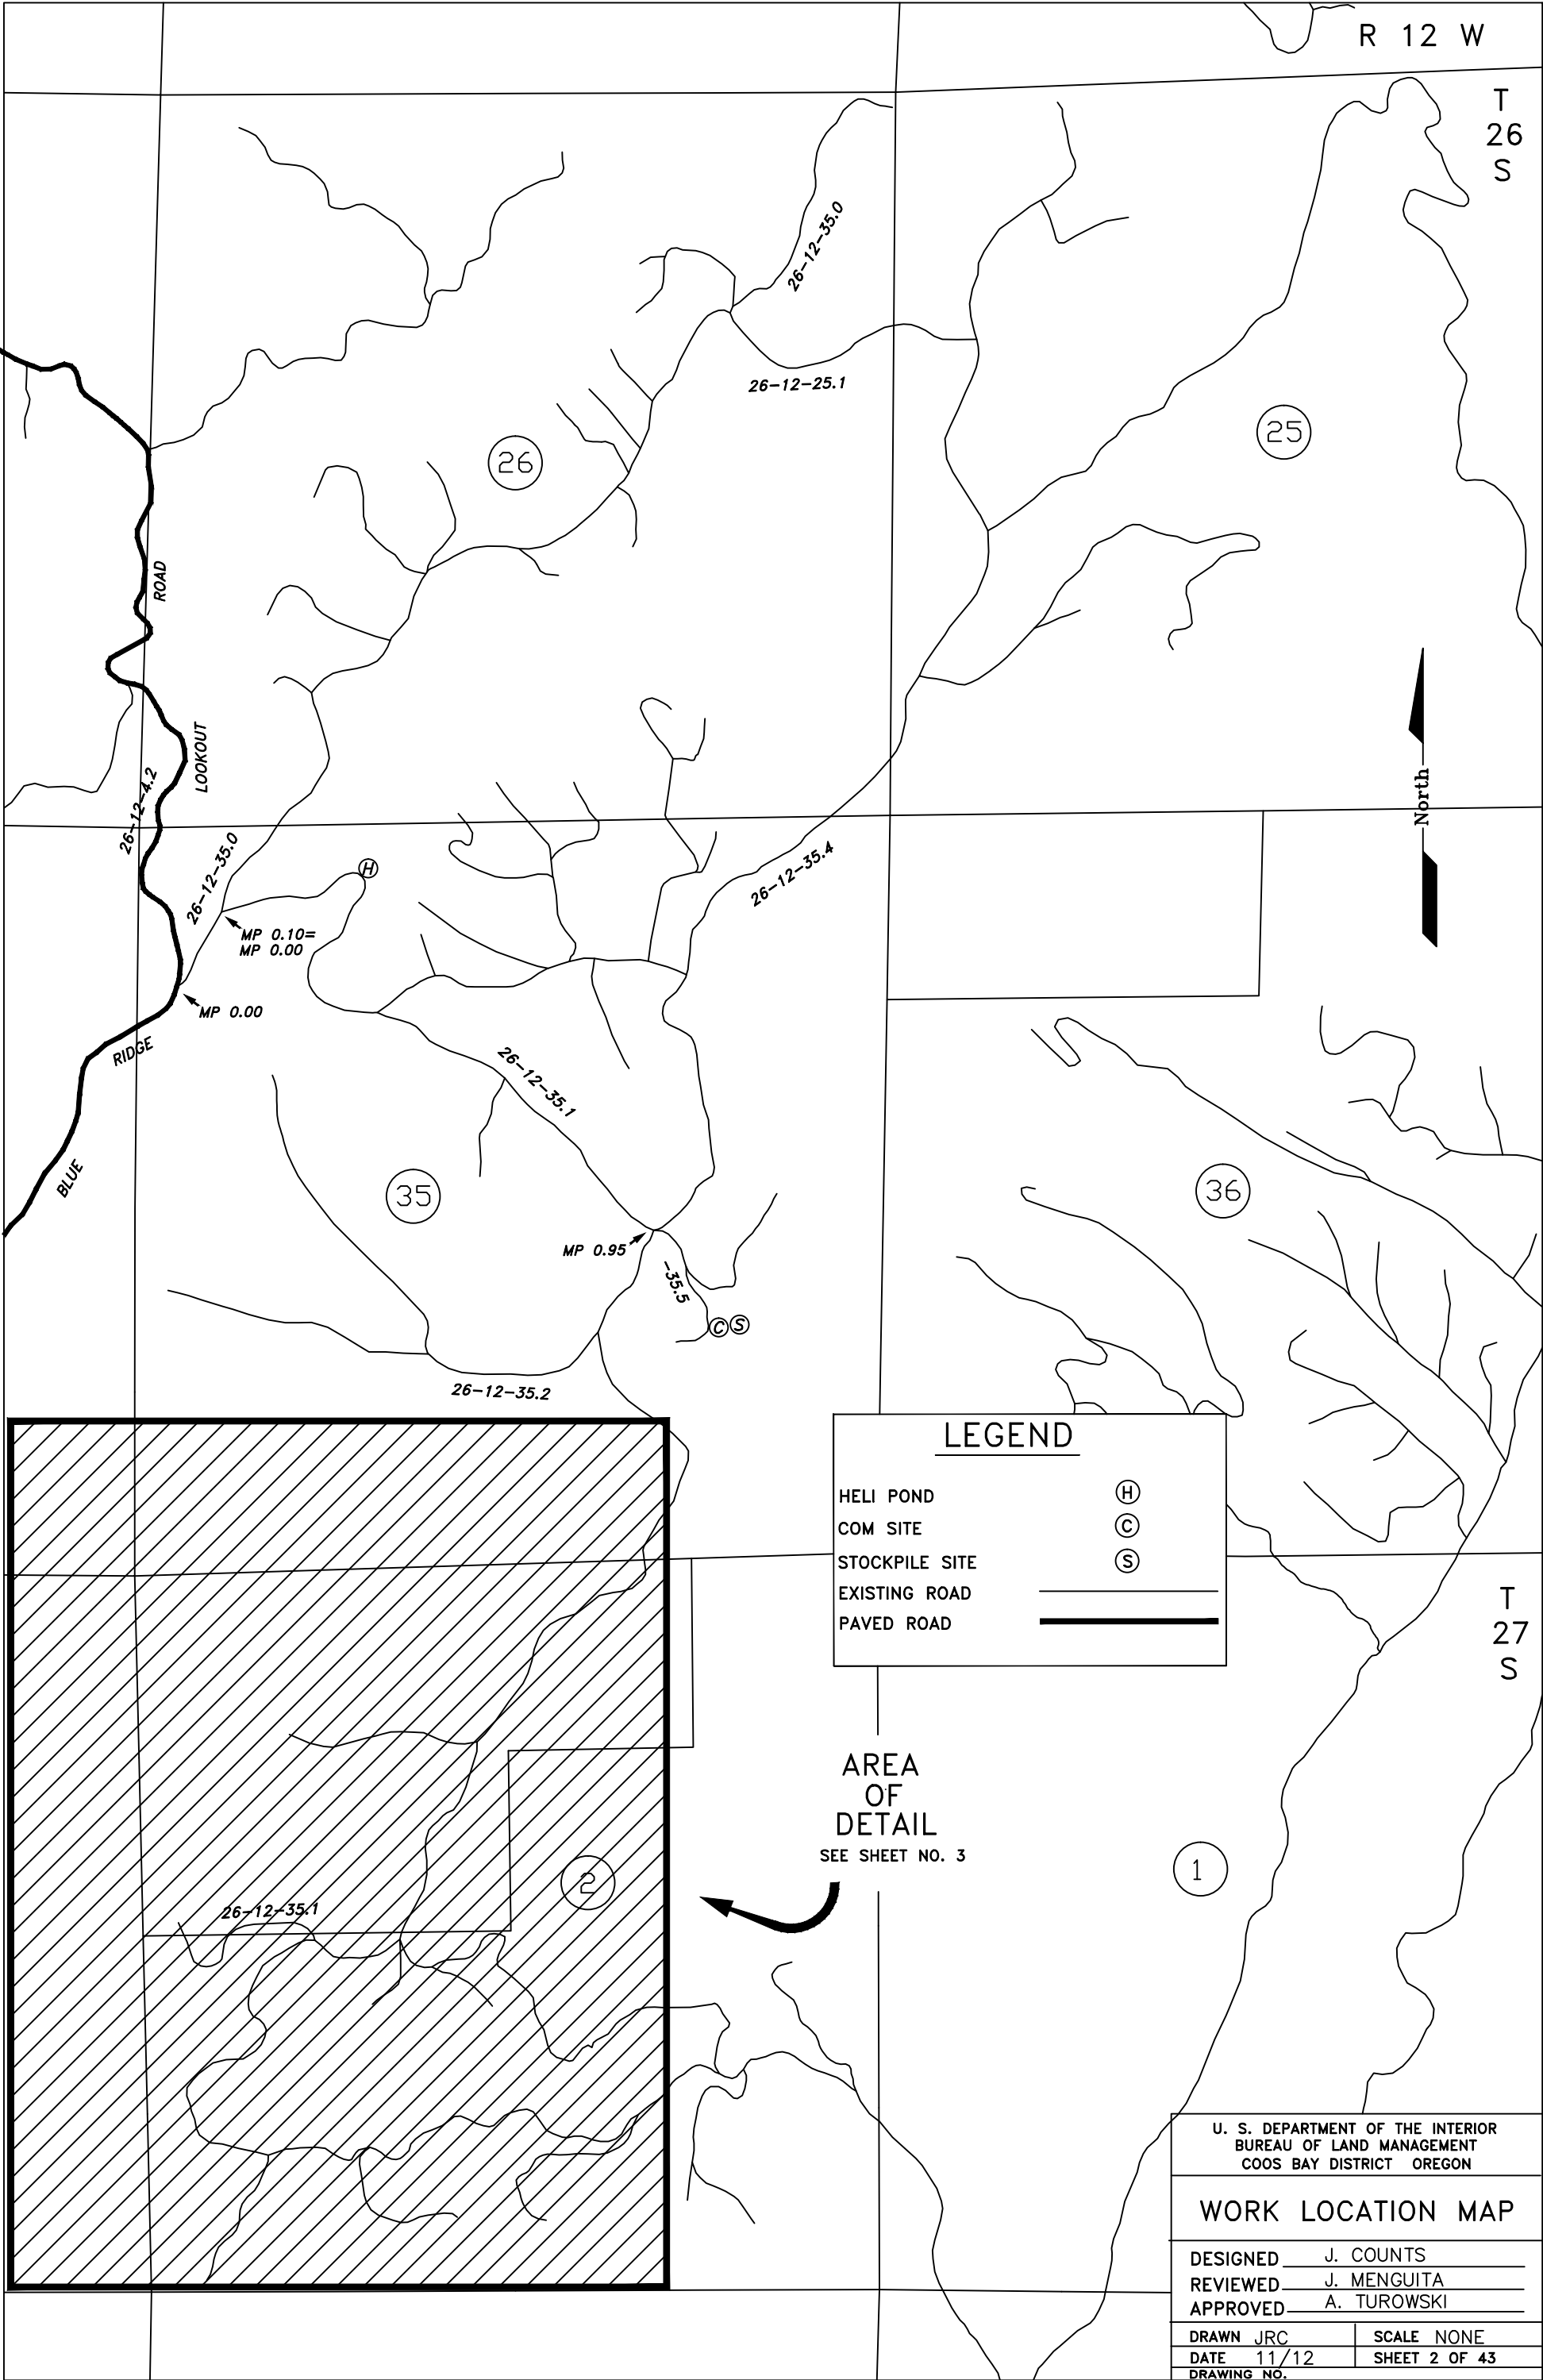 R 12 W
T
26
S
26-12-35.0
26-12-25.1
25
26
ROAD
LOOKOUT
26-12-4.2
North
26-12-35.0
H
26-12-35.4
MP 0.10=
MP 0.00
MP 0.00
RIDGE
26-12-35.1
BLUE
35
36
MP 0.95
-35.5
C S
26-12-35.2
LEGEND
HELI POND H
COM SITE C
STOCKPILE SITE S
EXISTING ROAD
PAVED ROAD
T
27
S
AREA
OF
DETAIL
SEE SHEET NO. 3
1
2
26-12-35.1
U. S. DEPARTMENT OF THE INTERIOR
BUREAU OF LAND MANAGEMENT
COOS BAY DISTRICT OREGON
WORK LOCATION MAP
DESIGNED J. COUNTS
REVIEWED J. MENGUITA
APPROVED A. TUROWSKI
DRAWN JRC SCALE NONE
DATE 11/12 SHEET 2 OF 43
DRAWING NO.